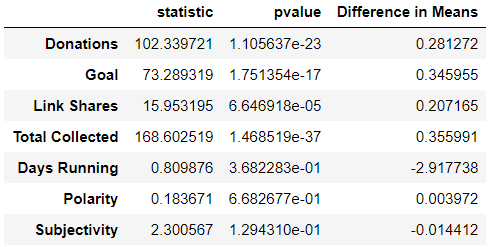 statistic pvalue Difference in Means
Donations 102.339721 1.105637e-23 0.281272
Goal 73.289319 1.751354e-17 0.345955
Link Shares 15.953195 6.646918e-05 0.207165
Total Collected 168.602519 1.468519e-37 0.355991
Days Running 0.809876 3.682283e-01 -2.917738
Polarity 0.183671 6.682677e-01 0.003972
Subjectivity 2.300567 1.294310e-01 -0.014412